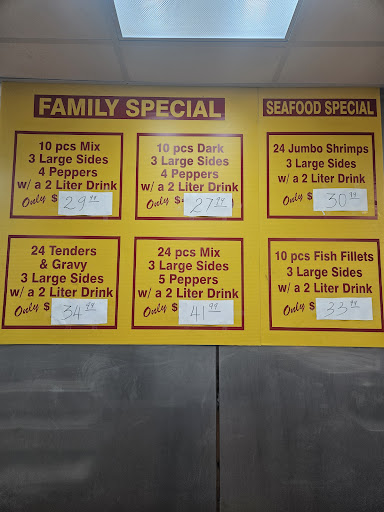 FAMILY SPECIAL
10 pcs Mix
3 Large Sides
4 Peppers
w/ a 2 Liter Drink
Only $ 29.99
10 pcs Dark
3 Large Sides
4 Peppers
w/ a 2 Liter Drink
Only $ 27.99
24 Tenders
& Gravy
3 Large Sides
w/ a 2 Liter Drink
Only $ 34.99
24 pcs Mix
3 Large Sides
5 Peppers
w/ a 2 Liter Drink
Only $ 41.99
SEAFOOD SPECIAL
24 Jumbo Shrimps
3 Large Sides
w/ a 2 Liter Drink
Only $ 30.99
10 pcs Fish Fillets
3 Large Sides
w/ a 2 Liter Drink
Only $ 33.99